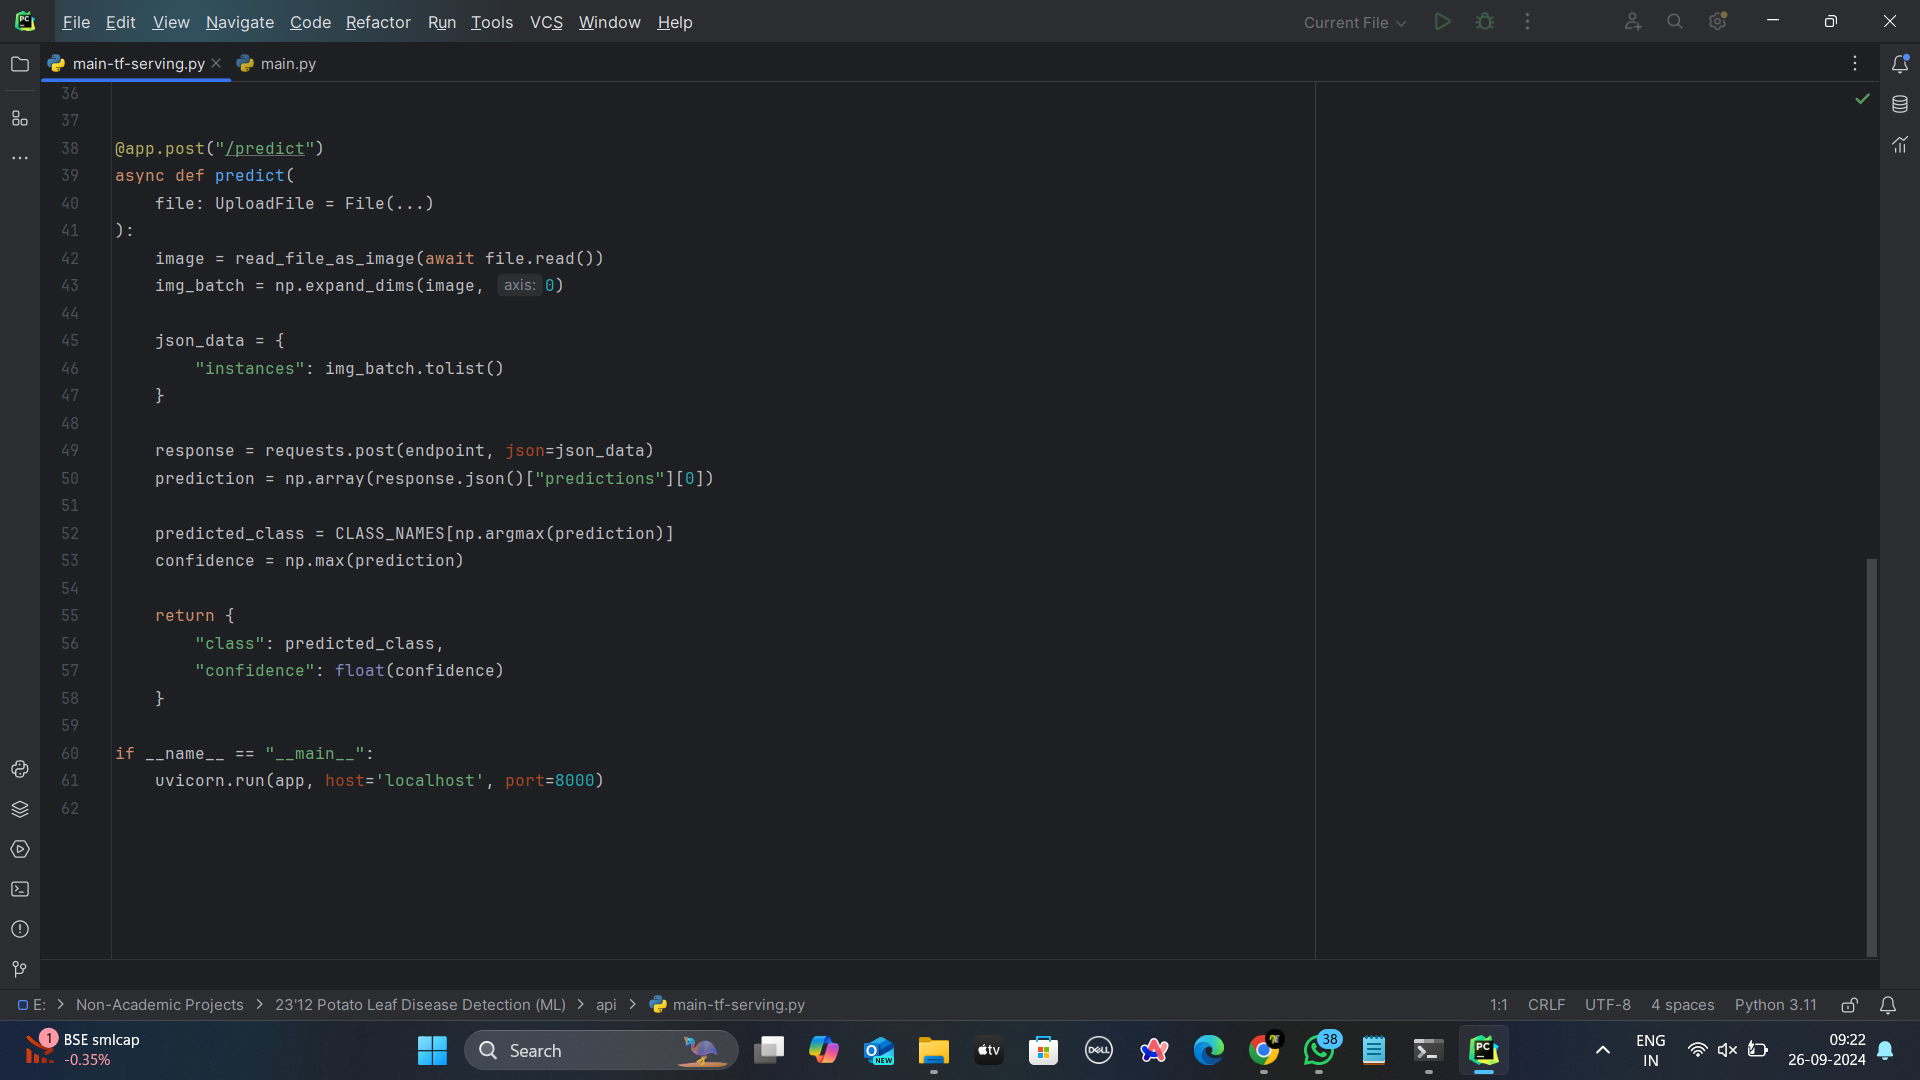 File Edit View Navigate Code Refactor Run Tools VCS Window Help Current File
main-tf-serving.py main.py
36
37
38 @app.post("/predict")
39 async def predict(
40 file: UploadFile = File(...)
41 ):
42 image = read_file_as_image(await file.read())
43 img_batch = np.expand_dims(image, axis: 0)
44
45 json_data = {
46 "instances": img_batch.tolist()
47 }
48
49 response = requests.post(endpoint, json=json_data)
50 prediction = np.array(response.json()["predictions"][0])
51
52 predicted_class = CLASS_NAMES[np.argmax(prediction)]
53 confidence = np.max(prediction)
54
55 return {
56 "class": predicted_class,
57 "confidence": float(confidence)
58 }
59
60 if __name__ == "__main__":
61 uvicorn.run(app, host='localhost', port=8000)
62
E: > Non-Academic Projects > 23'12 Potato Leaf Disease Detection (ML) > api > main-tf-serving.py 1:1 CRLF UTF-8 4 spaces Python 3.11
1 BSE smlcap
-0.35%
Search
NEW
tv
DELL
38
PC
ENG
IN
09:22
26-09-2024